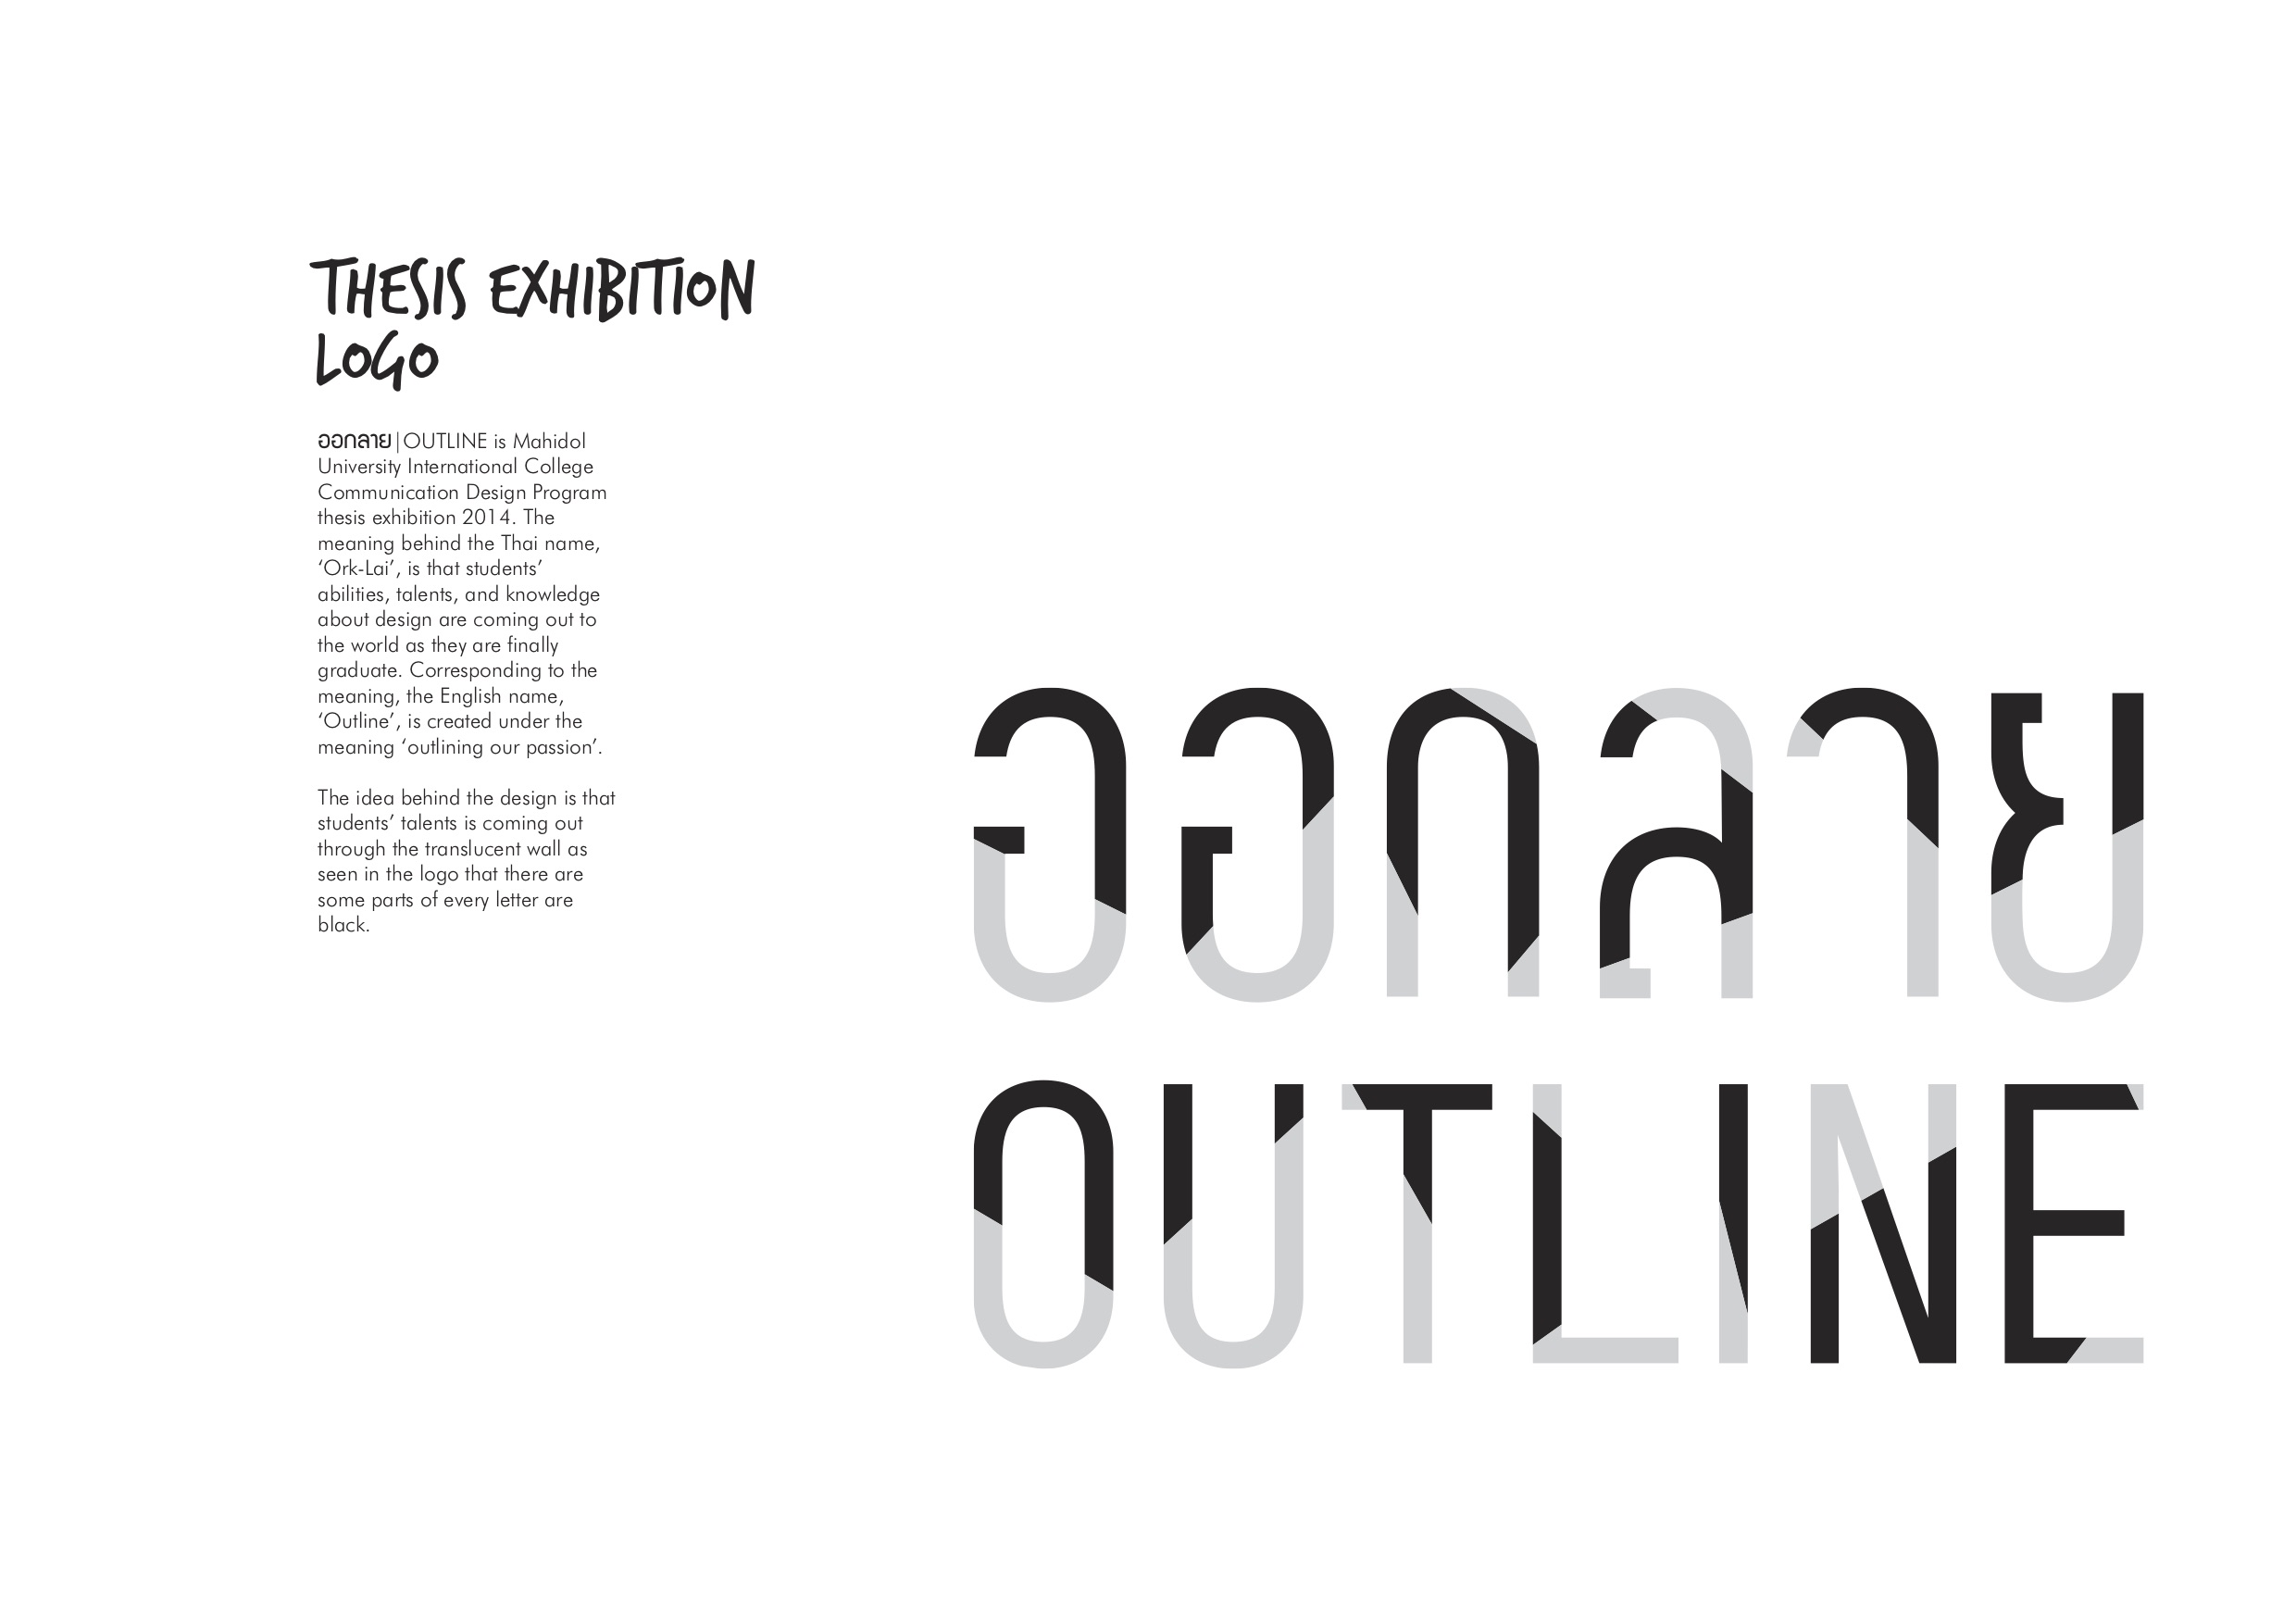 THESIS EXHIBITION
LOGO
ออกลาย|OUTLINE is Mahidol
University International College
Communication Design Program
thesis exhibition 2014. The
meaning behind the Thai name,
‘Ork-Lai’, is that students’
abilities, talents, and knowledge
about design are coming out to
the world as they are finally
graduate. Corresponding to the
meaning, the English name,
‘Outline’, is created under the
meaning ‘outlining our passion’.
The idea behind the design is that
students’ talents is coming out
through the translucent wall as
seen in the logo that there are
some parts of every letter are
black.
ออกลาย
OUTLINE